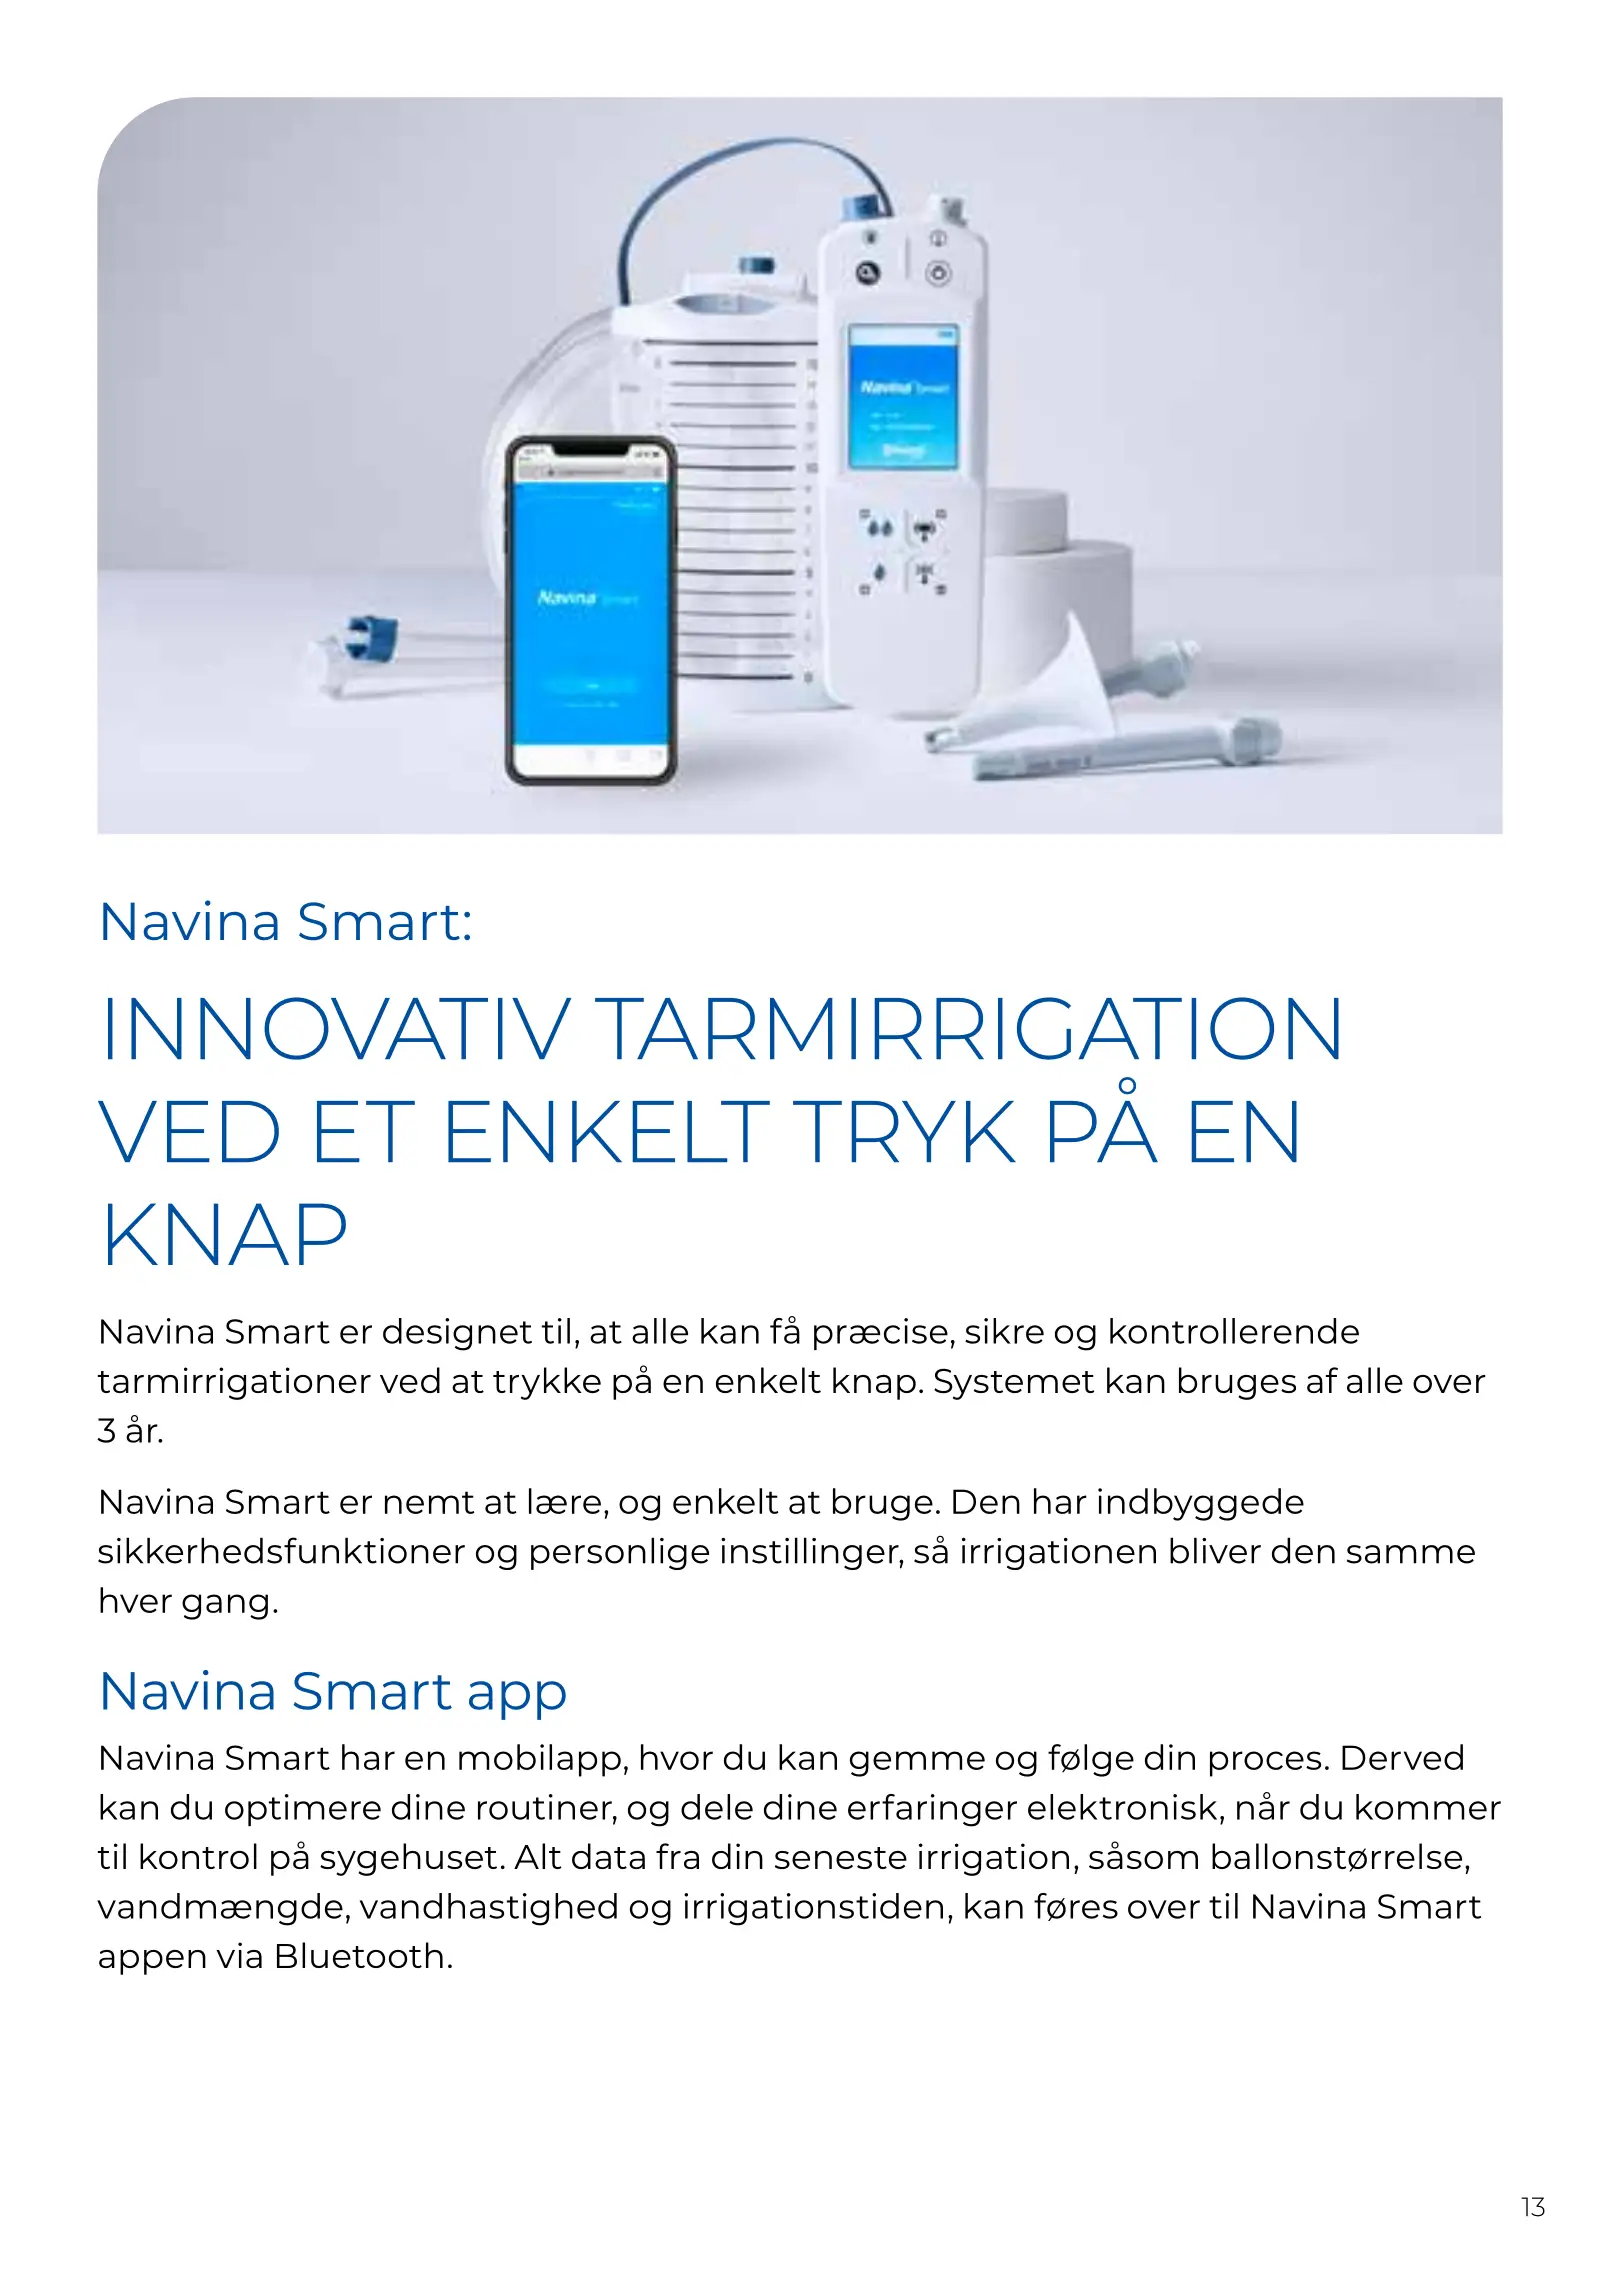 Navina Smart
Navina Smart
Navina Smart:
INNOVATIV TARMIRRIGATION
VED ET ENKELT TRYK PÅ EN
KNAP
Navina Smart er designet til, at alle kan få præcise, sikre og kontrollerende
tarmirrigationer ved at trykke på en enkelt knap. Systemet kan bruges af alle over
3 år.
Navina Smart er nemt at lære, og enkelt at bruge. Den har indbyggede
sikkerhedsfunktioner og personlige instillinger, så irrigationen bliver den samme
hver gang.
Navina Smart app
Navina Smart har en mobilapp, hvor du kan gemme og følge din proces. Derved
kan du optimere dine routiner, og dele dine erfaringer elektronisk, når du kommer
til kontrol på sygehuset. Alt data fra din seneste irrigation, såsom ballonstørrelse,
vandmængde, vandhastighed og irrigationstiden, kan føres over til Navina Smart
appen via Bluetooth.
13